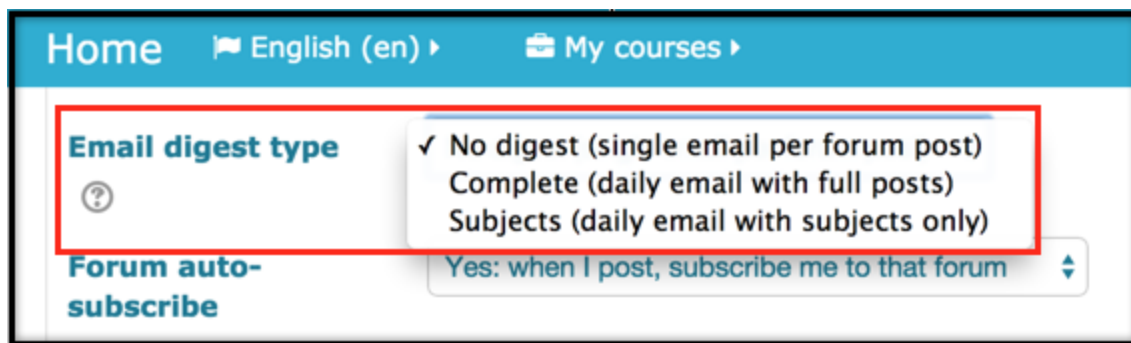 Home English (en) My courses
Email digest type
✓ No digest (single email per forum post)
Complete (daily email with full posts)
Subjects (daily email with subjects only)
?
Forum auto-
subscribe
Yes: when I post, subscribe me to that forum